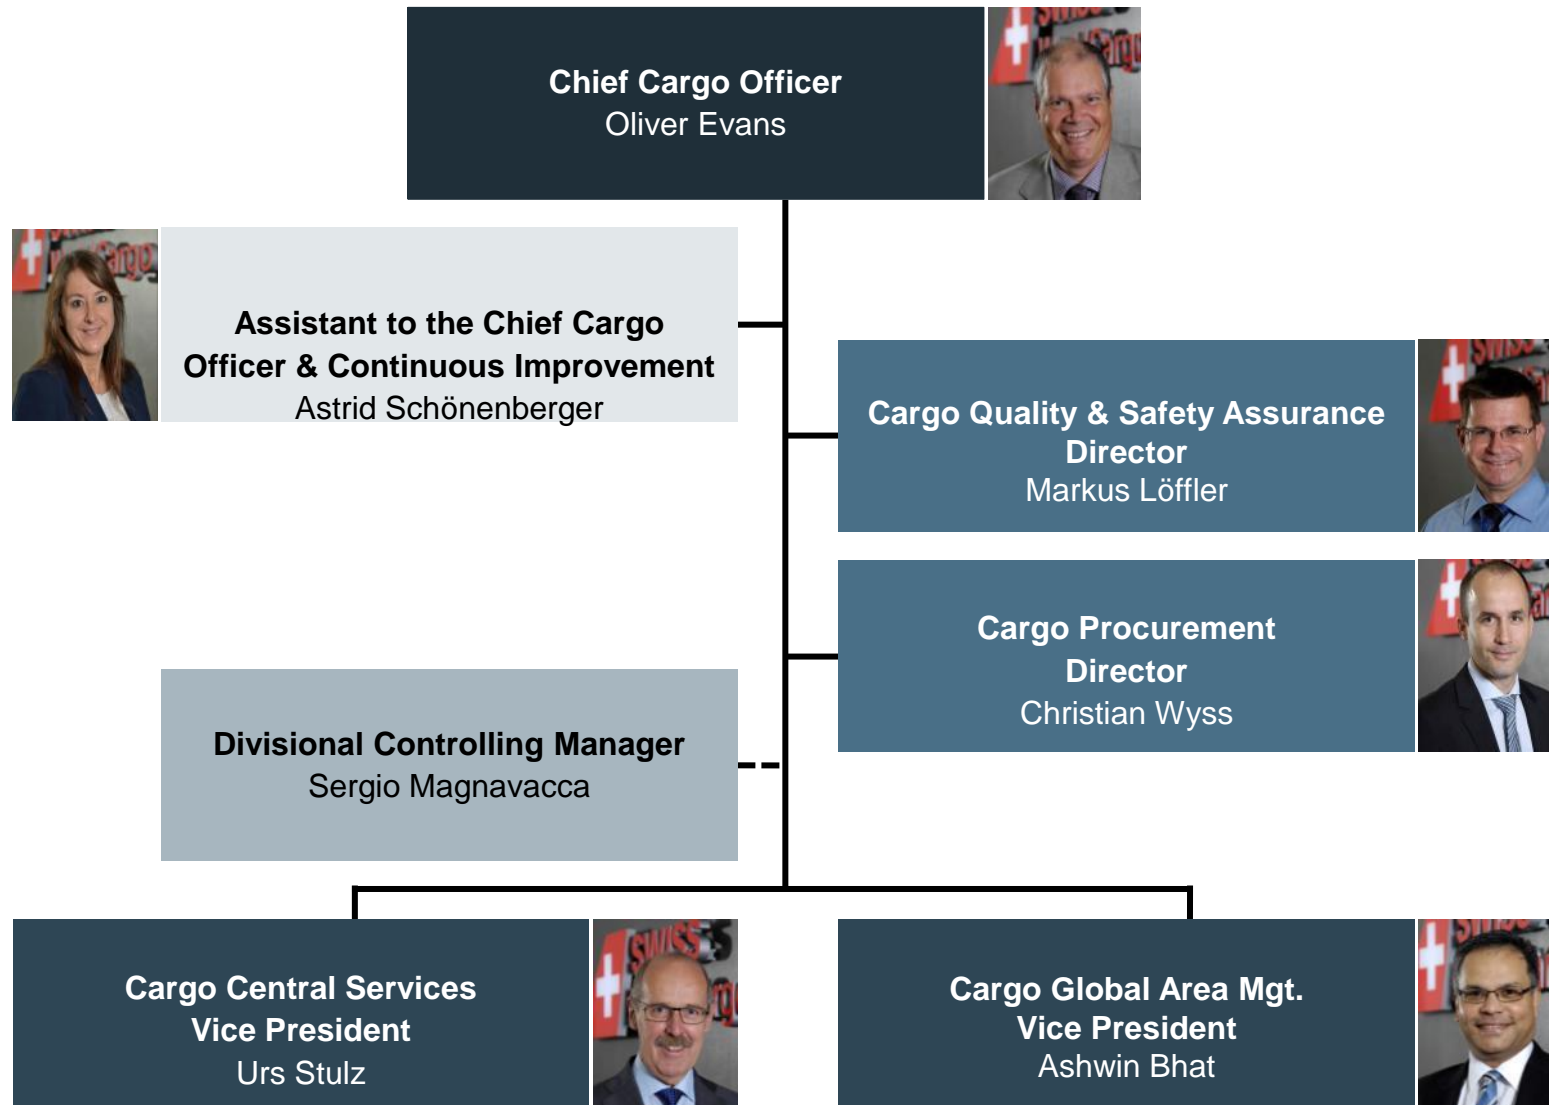 Chief Cargo Officer
Oliver Evans
Assistant to the Chief Cargo
Officer & Continuous Improvement
Astrid Schönenberger
Cargo Quality & Safety Assurance
Director
Markus Löffler
Cargo Procurement
Director
Christian Wyss
Divisional Controlling Manager
Sergio Magnavacca
Cargo Central Services
Vice President
Urs Stulz
SWISS
Cargo Global Area Mgt.
Vice President
Ashwin Bhat